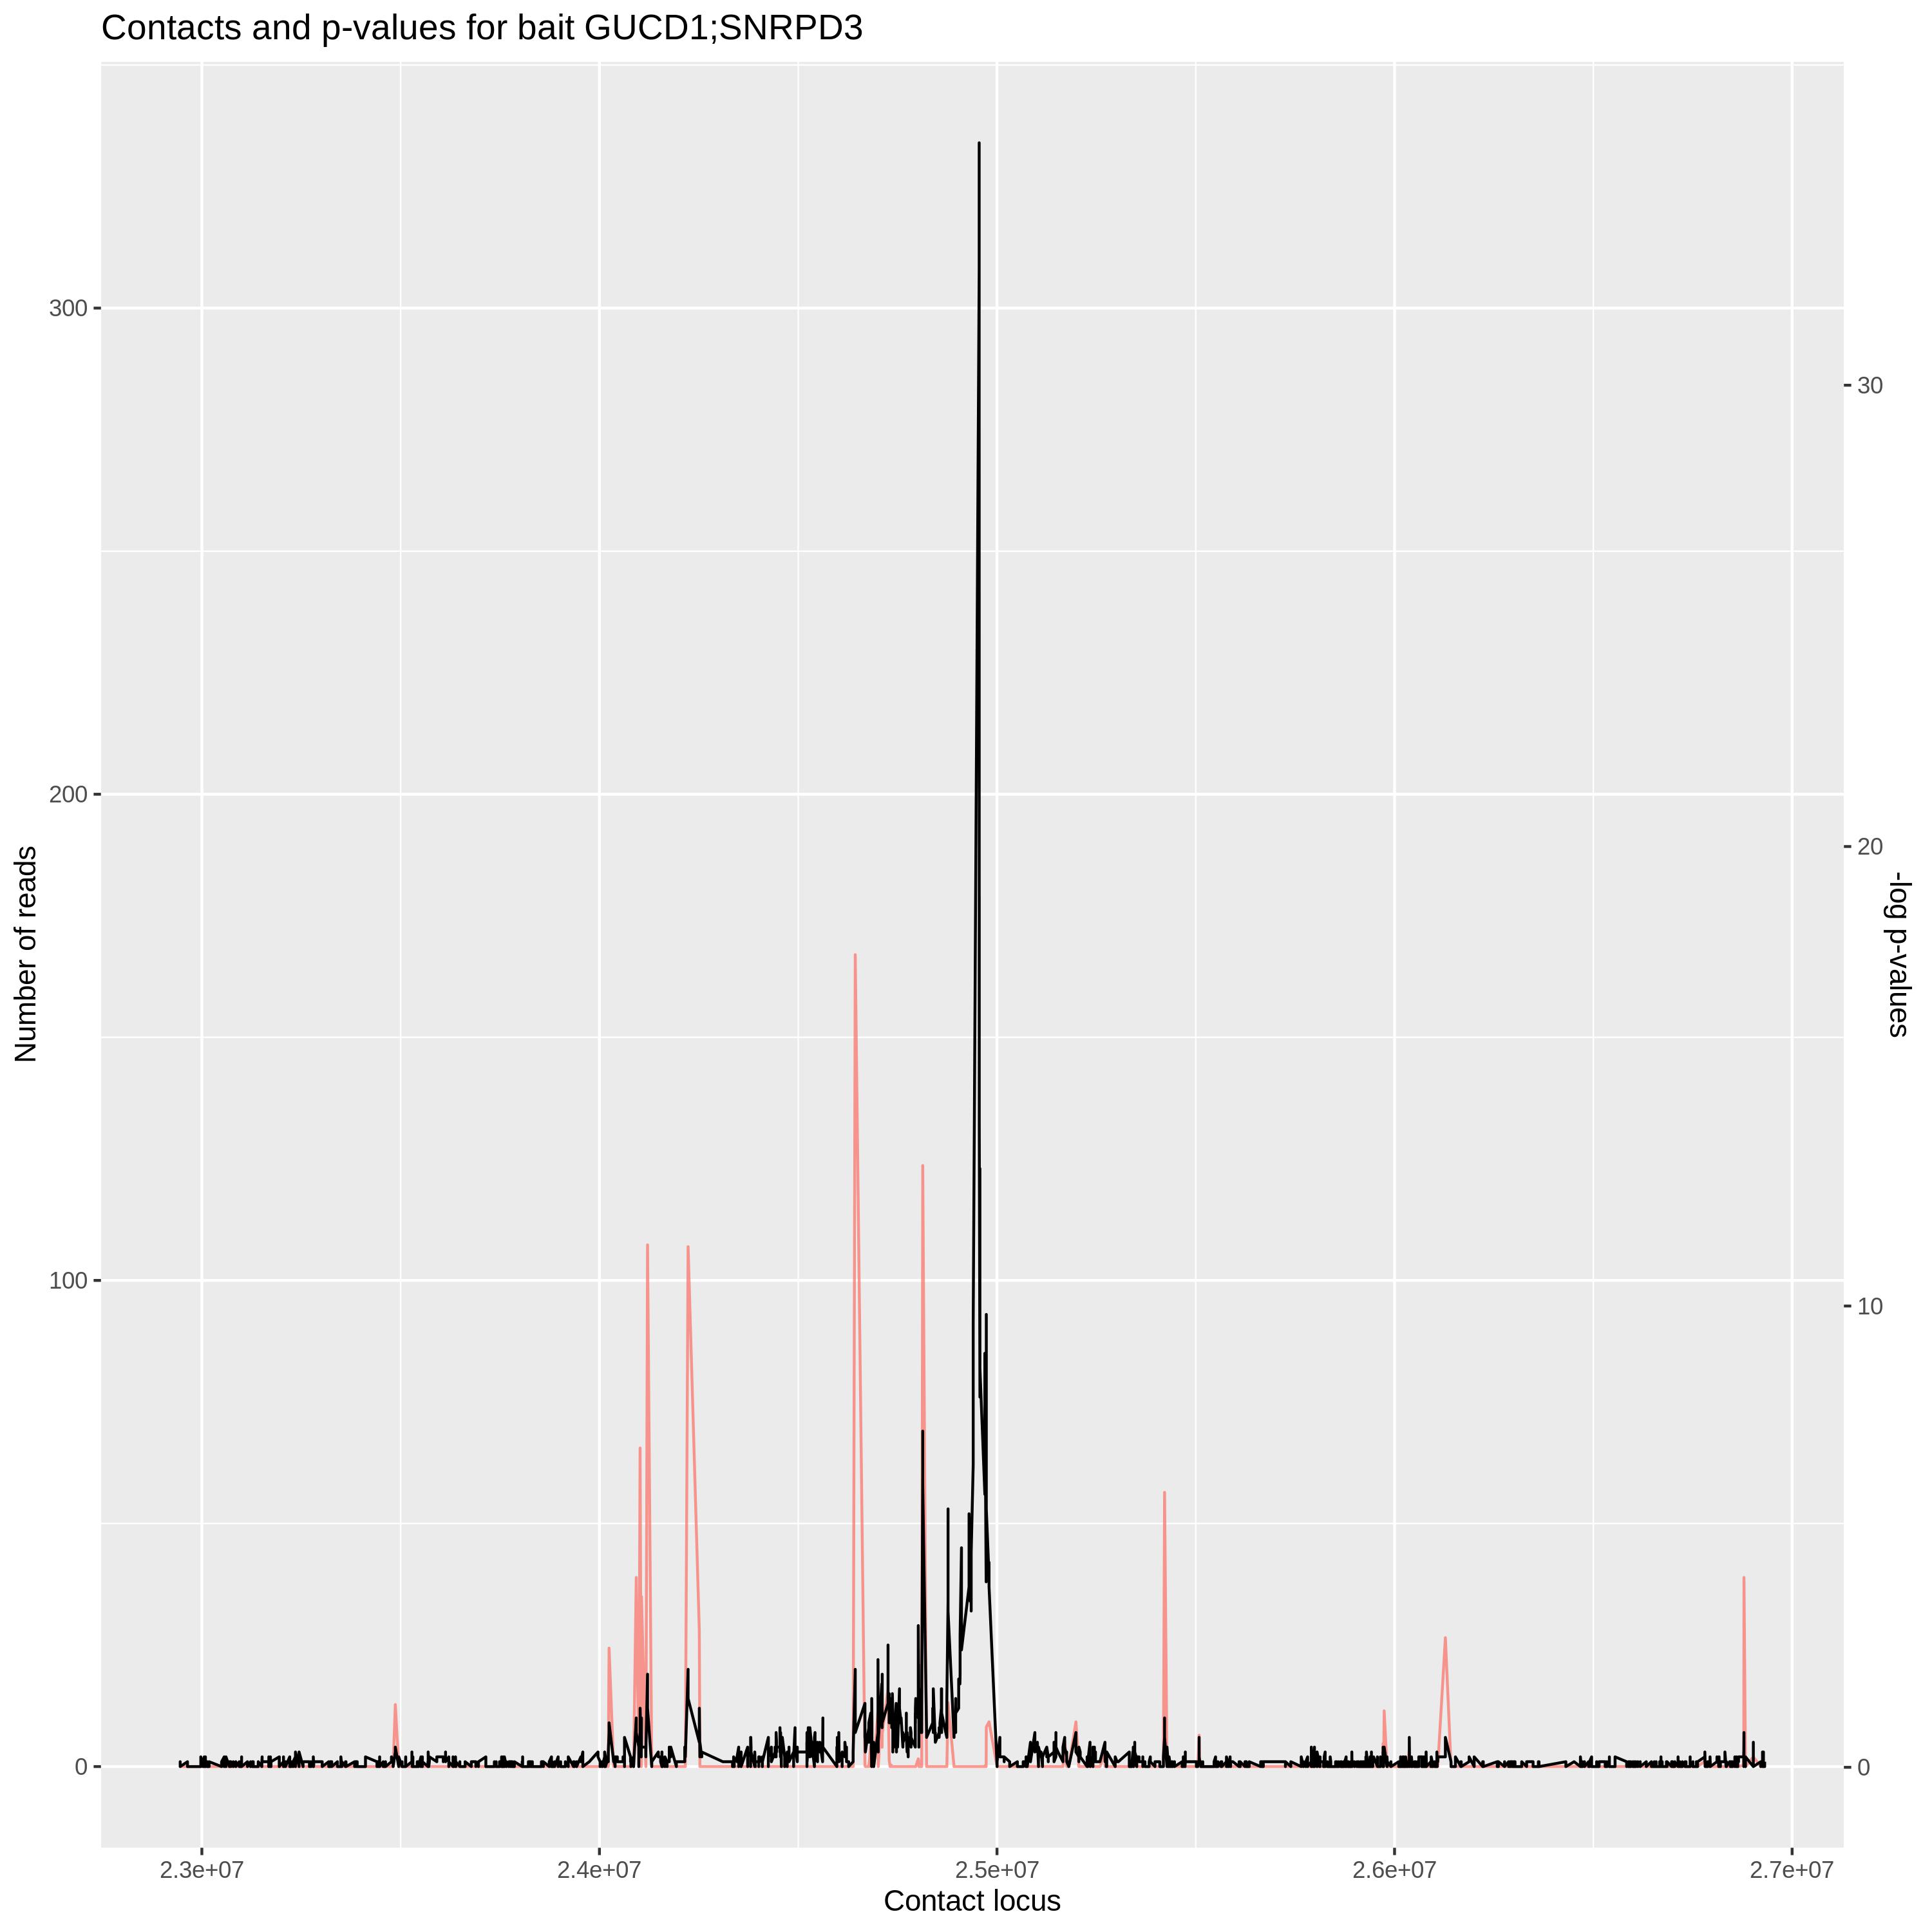 Contacts and p-values for bait GUCD1;SNRPD3
300
200
100
0
30
20
10
0
Number of reads
-log p-values
2.3e+07
2.4e+07
2.5e+07
2.6e+07
2.7e+07
Contact locus